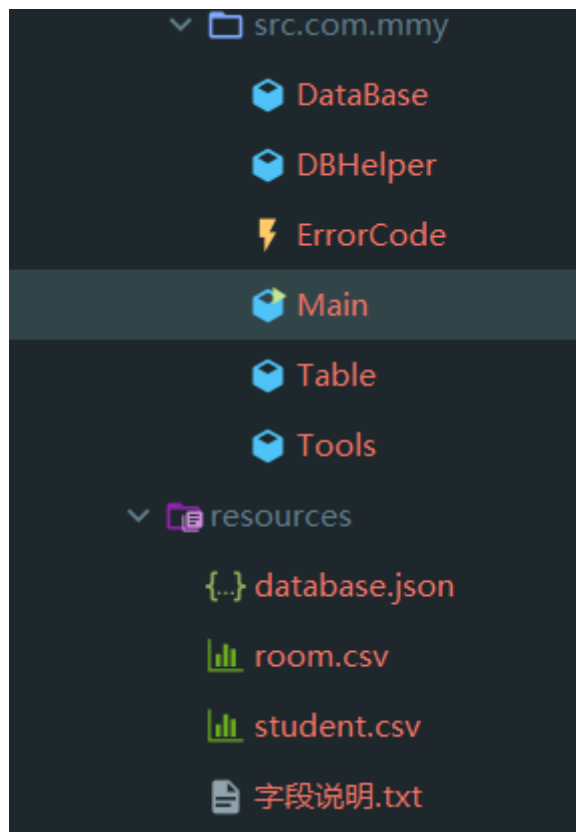 src.com.mmy
DataBase
DBHelper
ErrorCode
Main
Table
Tools
resources
database.json
room.csv
student.csv
字段说明.txt